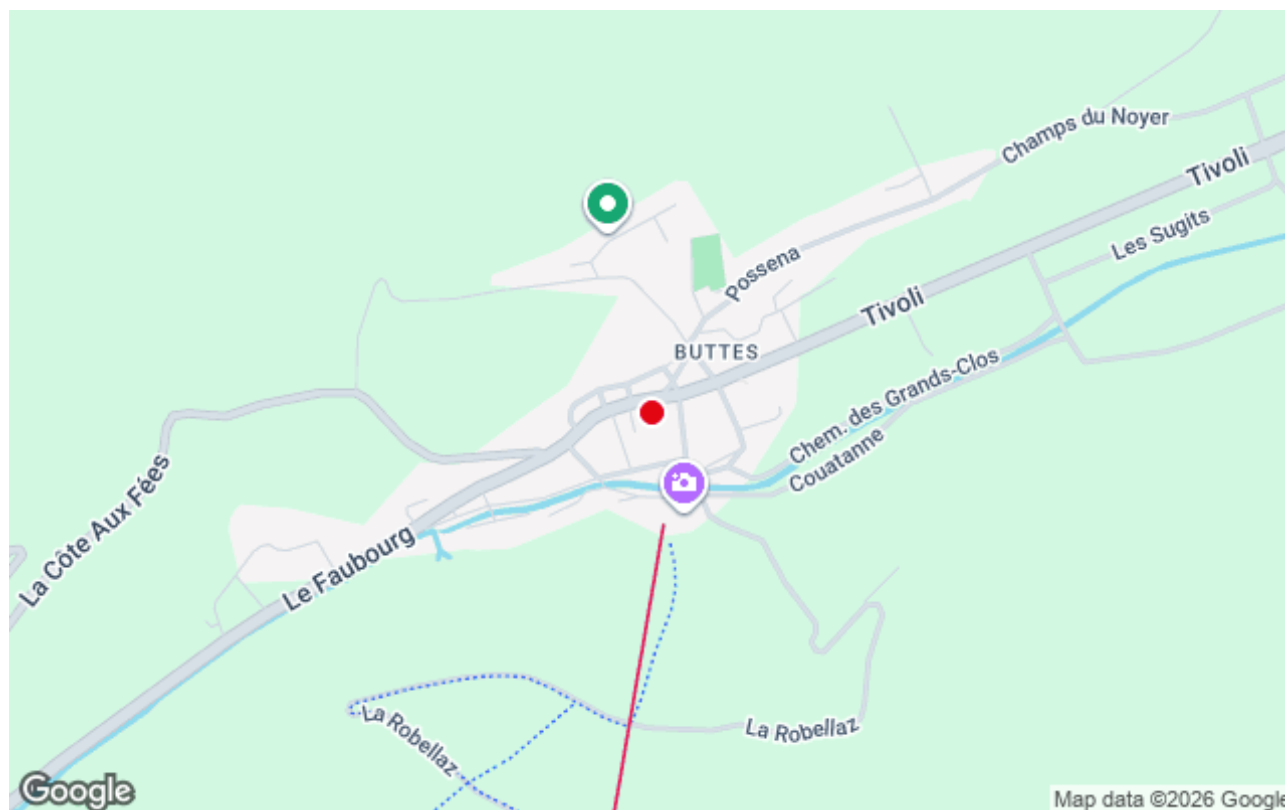 Champs du Noyer
Tivoli
Les Sugits
Possena
Tivoli
BUTTES
Chem. des Grands-Clos
Couatanne
La Côte Aux Fées
Le Faubourg
La Robellaz
La Robellaz
Google
Map data ©2026 Google